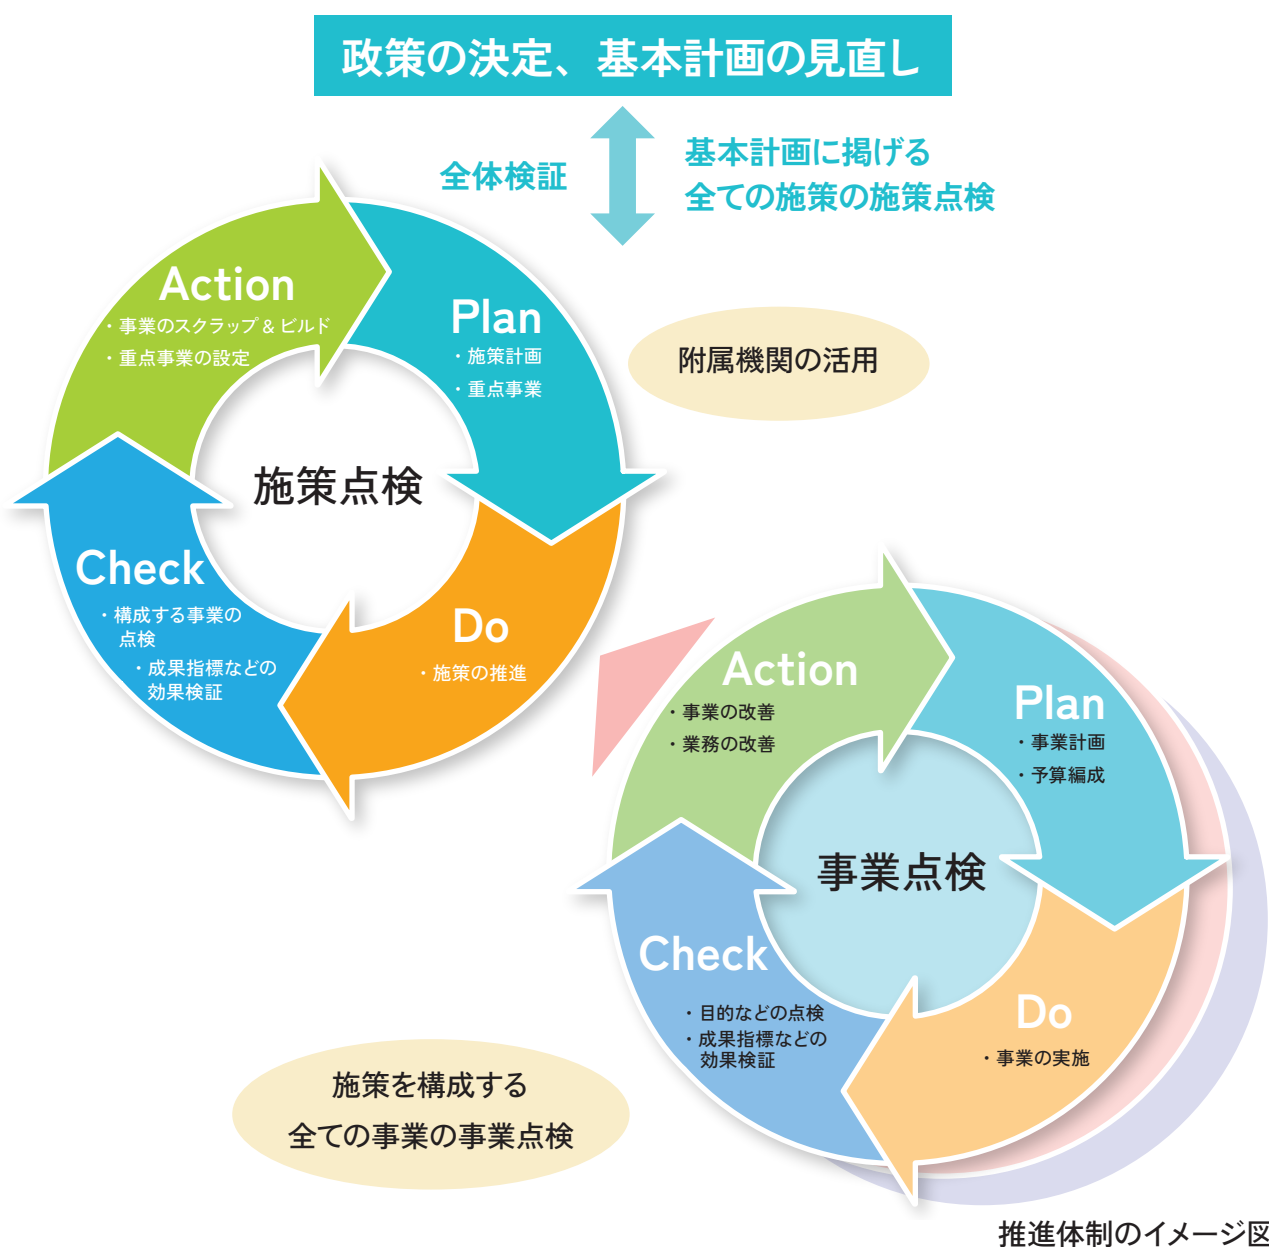 政策の決定、基本計画の見直し
全体検証
基本計画に掲げる
全ての施策の施策点検
Action
・事業のスクラップ & ビルド
・重点事業の設定
Plan
・施策計画
・重点事業
附属機関の活用
施策点検
Check
・構成する事業の
点検
・成果指標などの
効果検証
Do
・施策の推進
Action
・事業の改善
・業務の改善
Plan
・事業計画
・予算編成
事業点検
Check
・目的などの点検
・成果指標などの
効果検証
Do
・事業の実施
施策を構成する
全ての事業の事業点検
推進体制のイメージ図